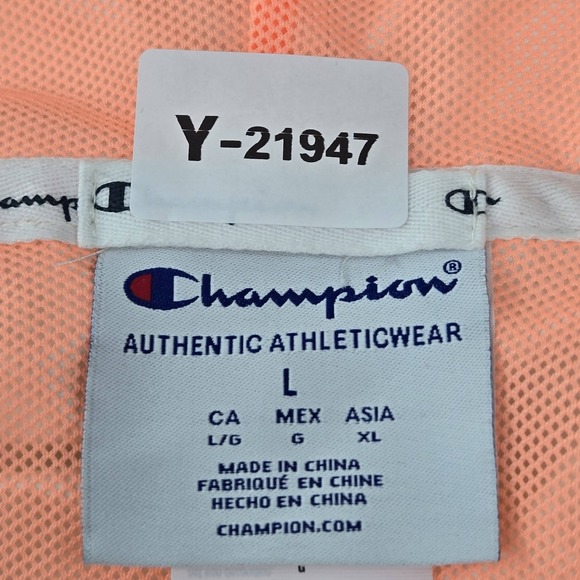 Y-21947
amp
Champion®
AUTHENTIC ATHLETICWEAR
L
CA MEX ASIA
L/G G XL
MADE IN CHINA
FABRIQUÉ EN CHINE
HECHO EN CHINA
CHAMPION.COM